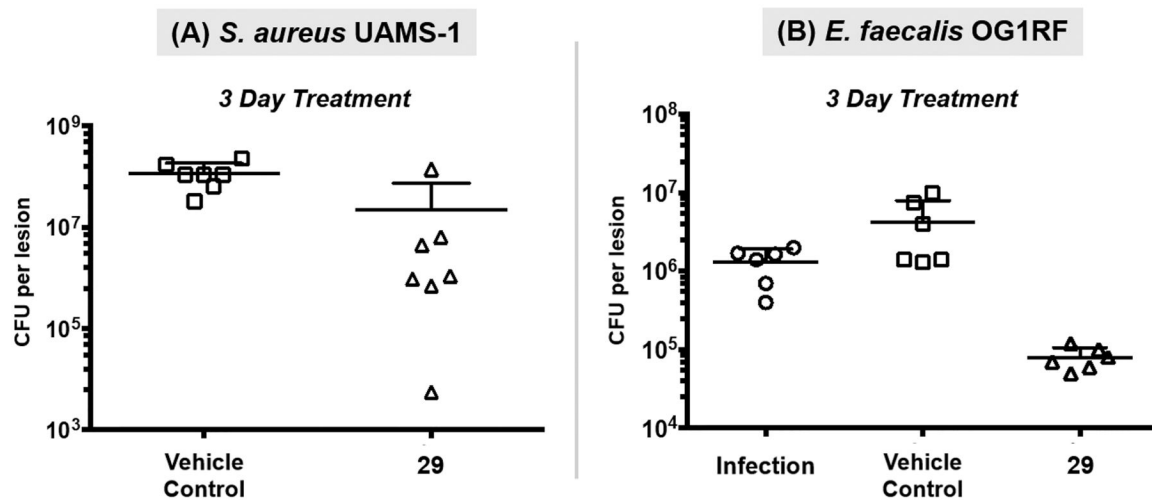 (A) S. aureus UAMS-1
3 Day Treatment
CFU per lesion
10⁹
10⁷
10⁵
10³
Vehicle
Control
29
(B) E. faecalis OG1RF
3 Day Treatment
CFU per lesion
10⁸
10⁷
10⁶
10⁵
10⁴
Infection
Vehicle
Control
29